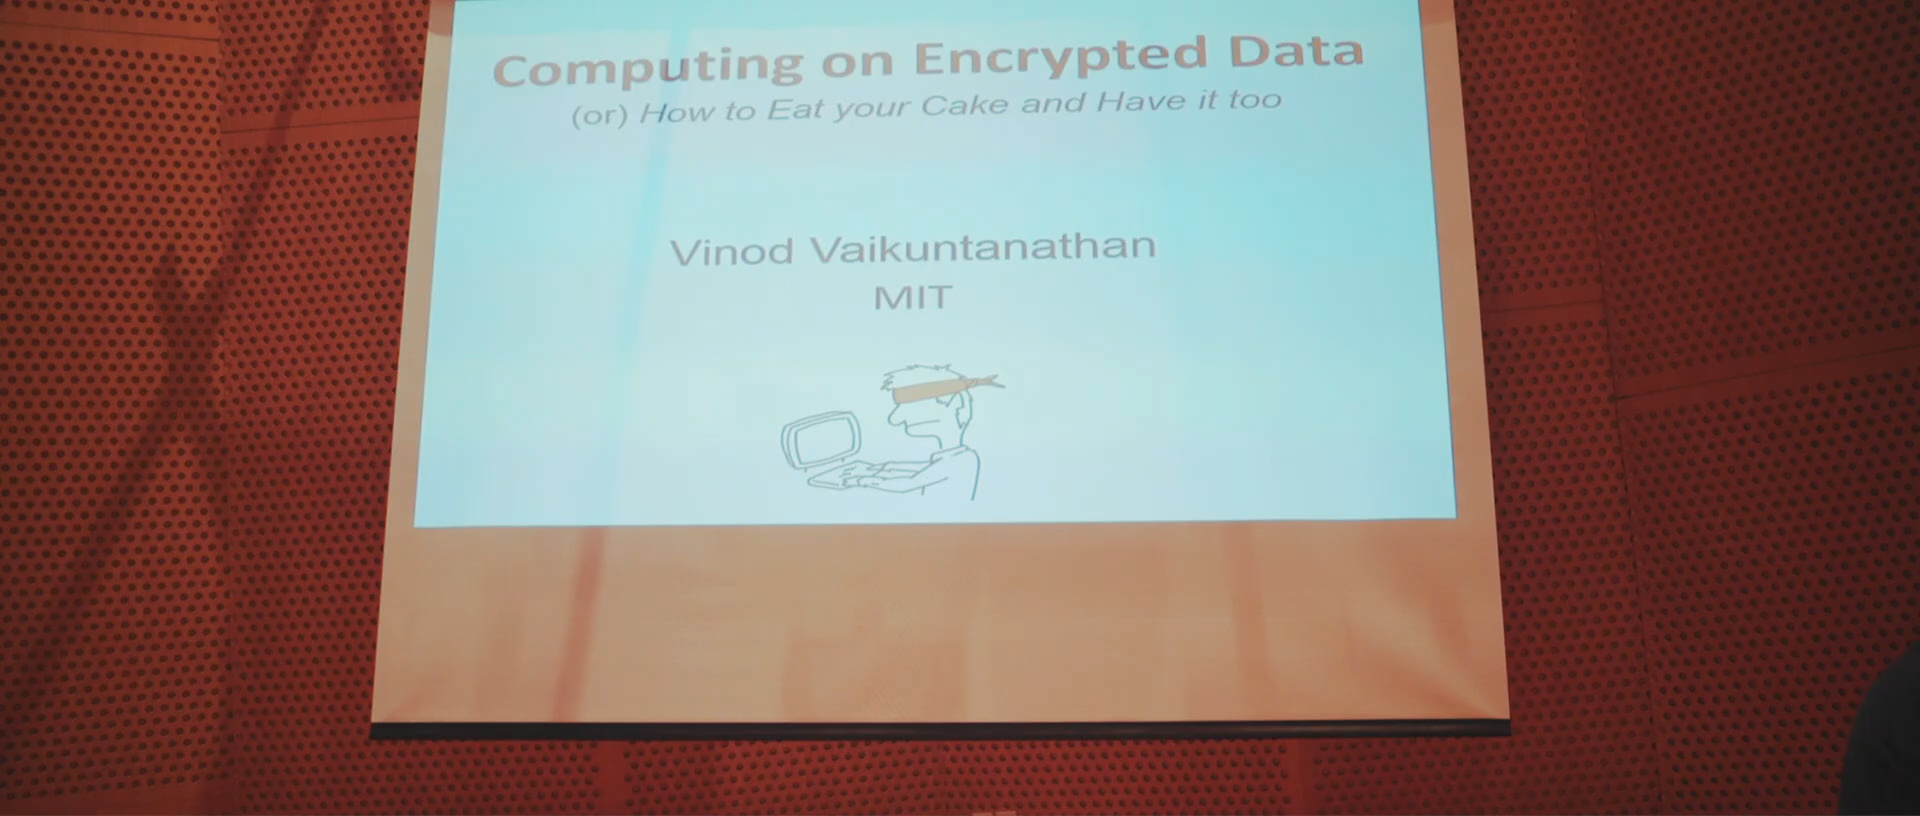 Computing on Encrypted Data
(or) How to Eat your Cake and Have it too
Vinod Vaikuntanathan
MIT